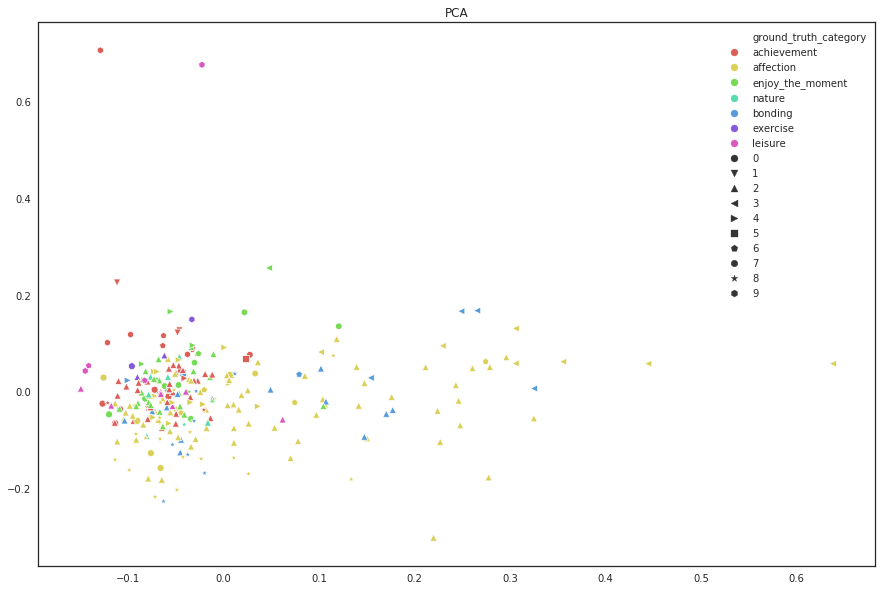 PCA
ground_truth_category
achievement
affection
enjoy_the_moment
nature
bonding
exercise
leisure
0
1
2
3
4
5
6
7
8
9
0.6
0.4
0.2
0.0
−0.2
−0.1 0.0 0.1 0.2 0.3 0.4 0.5 0.6